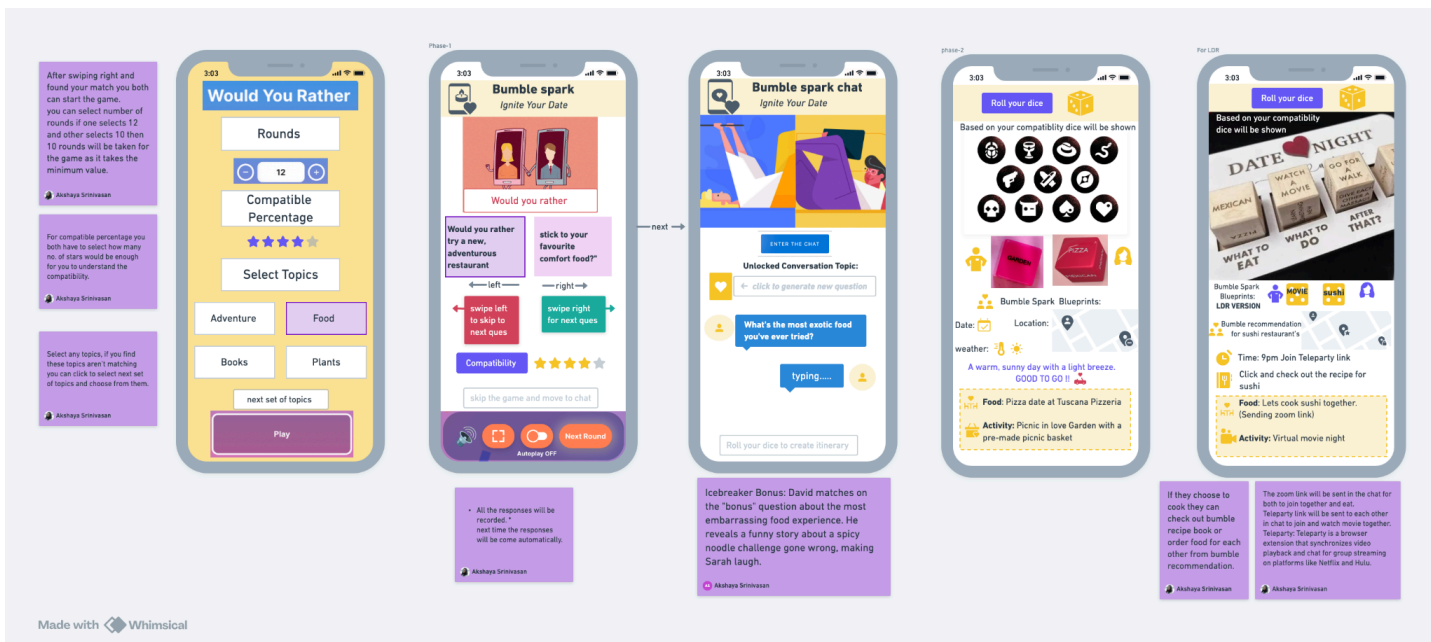 After swiping right and
found your match you both
can start the game.
you can select number of
rounds if one selects 12
and other selects 10 then
10 rounds will be taken for
the game as it takes the
minimum value.
Akshaya Srinivasan
For compatible percentage you
both have to select how many
no. of stars would be enough
for you to understand the
compatibility.
Akshaya Srinivasan
Select any topics, if you find
these topics aren't matching
you can click to select next set
of topics and choose from them.
Akshaya Srinivasan
3:03
Would You Rather
Rounds
12
Compatible
Percentage
Select Topics
Adventure
Food
Books
Plants
next set of topics
Play
Phase-1
3:03
Bumble spark
Ignite Your Date
Would you rather
Would you rather
try a new,
adventurous
restaurant
stick to your
favourite
comfort food?"
left
right
swipe left
to skip to
next ques
swipe right
for next ques
Compatibility
skip the game and move to chat
Next Round
Autoplay OFF
• All the responses will be
recorded. "
next time the responses
will be come automatically.
Akshaya Srinivasan
next
3:03
Bumble spark chat
Ignite Your Date
ENTER THE CHAT
Unlocked Conversation Topic:
click to generate new question
What's the most exotic food
you've ever tried?
typing.....
Roll your dice to create itinerary
Icebreaker Bonus: David matches on
the "bonus" question about the most
embarrassing food experience. He
reveals a funny story about a spicy
noodle challenge gone wrong, making
Sarah laugh.
Akshaya Srinivasan
phase-2
3:03
Roll your dice
Based on your compatiblity dice will be shown
GARDEN
PIZZA
Bumble Spark Blueprints:
Date:
Location:
weather:
A warm, sunny day with a light breeze.
GOOD TO GO !!
Food: Pizza date at Tuscana Pizzeria
Activity: Picnic in love Garden with a
pre-made picnic basket
For LDR
3:03
Roll your dice
Based on your compatiblity
dice will be shown
DATE NIGHT
MEXICAN
WATCH
A
MOVIE
GO FOR
A
WALK
WHAT TO
EAT
WHAT TO
DO
AFTER
THAT?
Bumble Spark
Blueprints:
LDR VERSION
MOVIE
sushi
Bumble recommendation
for sushi restaurant's
Time: 9pm Join Teleparty link
Click and check out the recipe for
sushi
Food: Lets cook sushi together.
(Sending zoom link)
Activity: Virtual movie night
If they choose to
cook they can
check out bumble
recipe book or
order food for each
other from bumble
recommendation.
Akshaya Srinivasan
The zoom link will be sent in the chat for
both to join together and eat.
Teleparty link will be sent to each other
in chat to join and watch movie together.
Teleparty: Teleparty is a browser
extension that synchronizes video
playback and chat for group streaming
on platforms like Netflix and Hulu.
Akshaya Srinivasan
Made with Whimsical